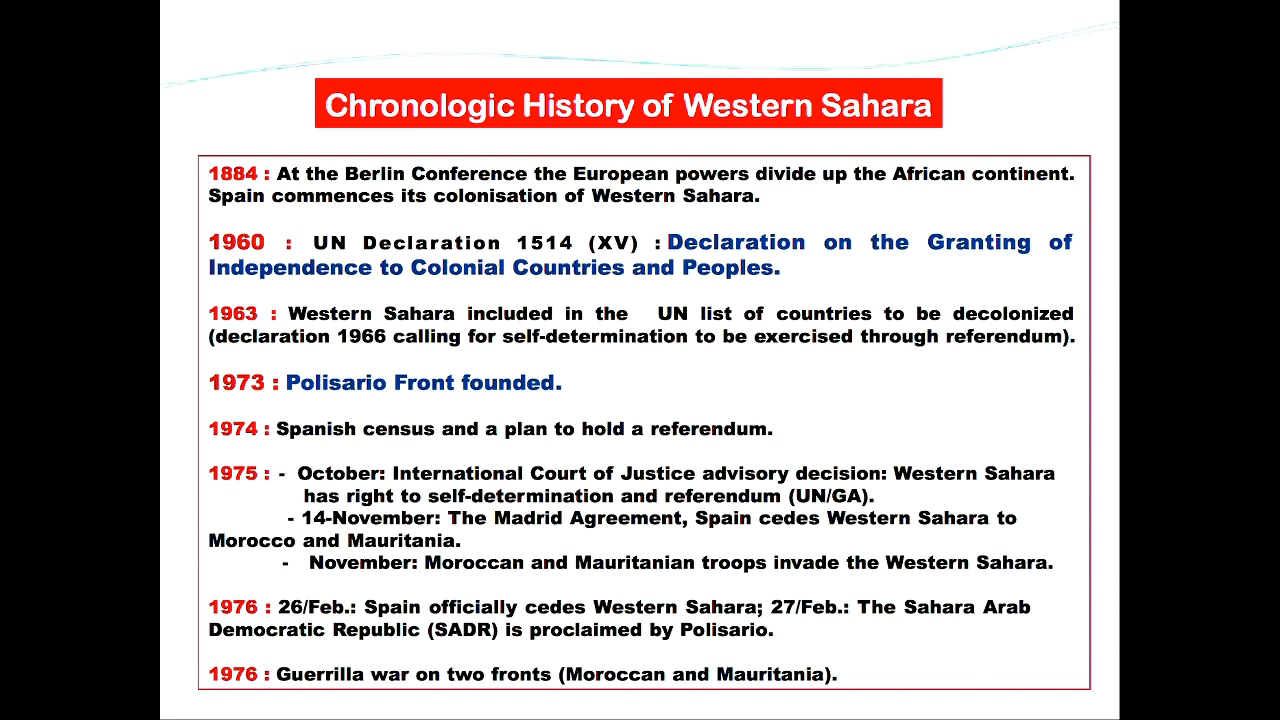 Chronologic History of Western Sahara
1884 : At the Berlin Conference the European powers divide up the African continent.
Spain commences its colonisation of Western Sahara.
1960 : UN Declaration 1514 (XV) : Declaration on the Granting of
Independence to Colonial Countries and Peoples.
1963 : Western Sahara included in the UN list of countries to be decolonized
(declaration 1966 calling for self-determination to be exercised through referendum).
1973 : Polisario Front founded.
1974 : Spanish census and a plan to hold a referendum.
1975 : - October: International Court of Justice advisory decision: Western Sahara
has right to self-determination and referendum (UN/GA).
- 14-November: The Madrid Agreement, Spain cedes Western Sahara to
Morocco and Mauritania.
- November: Moroccan and Mauritanian troops invade the Western Sahara.
1976 : 26/Feb.: Spain officially cedes Western Sahara; 27/Feb.: The Sahara Arab
Democratic Republic (SADR) is proclaimed by Polisario.
1976 : Guerrilla war on two fronts (Moroccan and Mauritania).